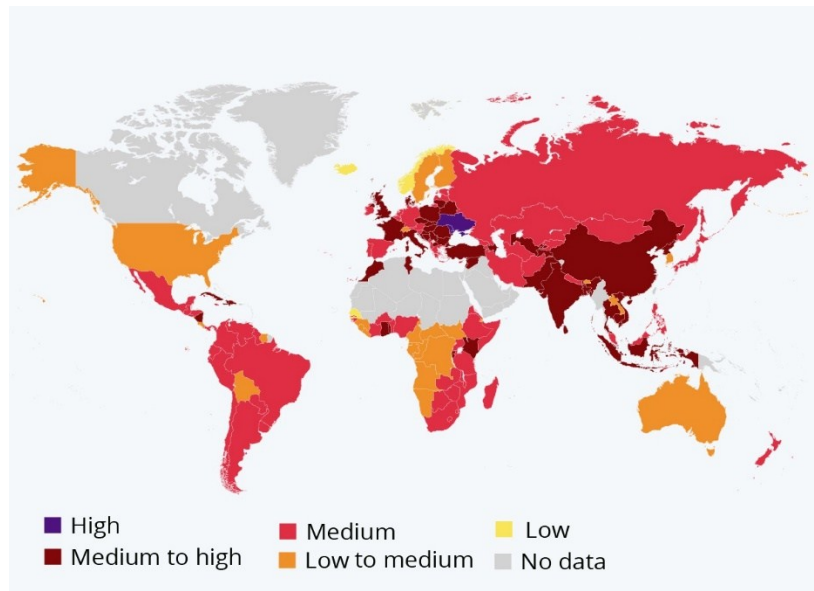 High
Medium
Low
Medium to high
Low to medium
No data